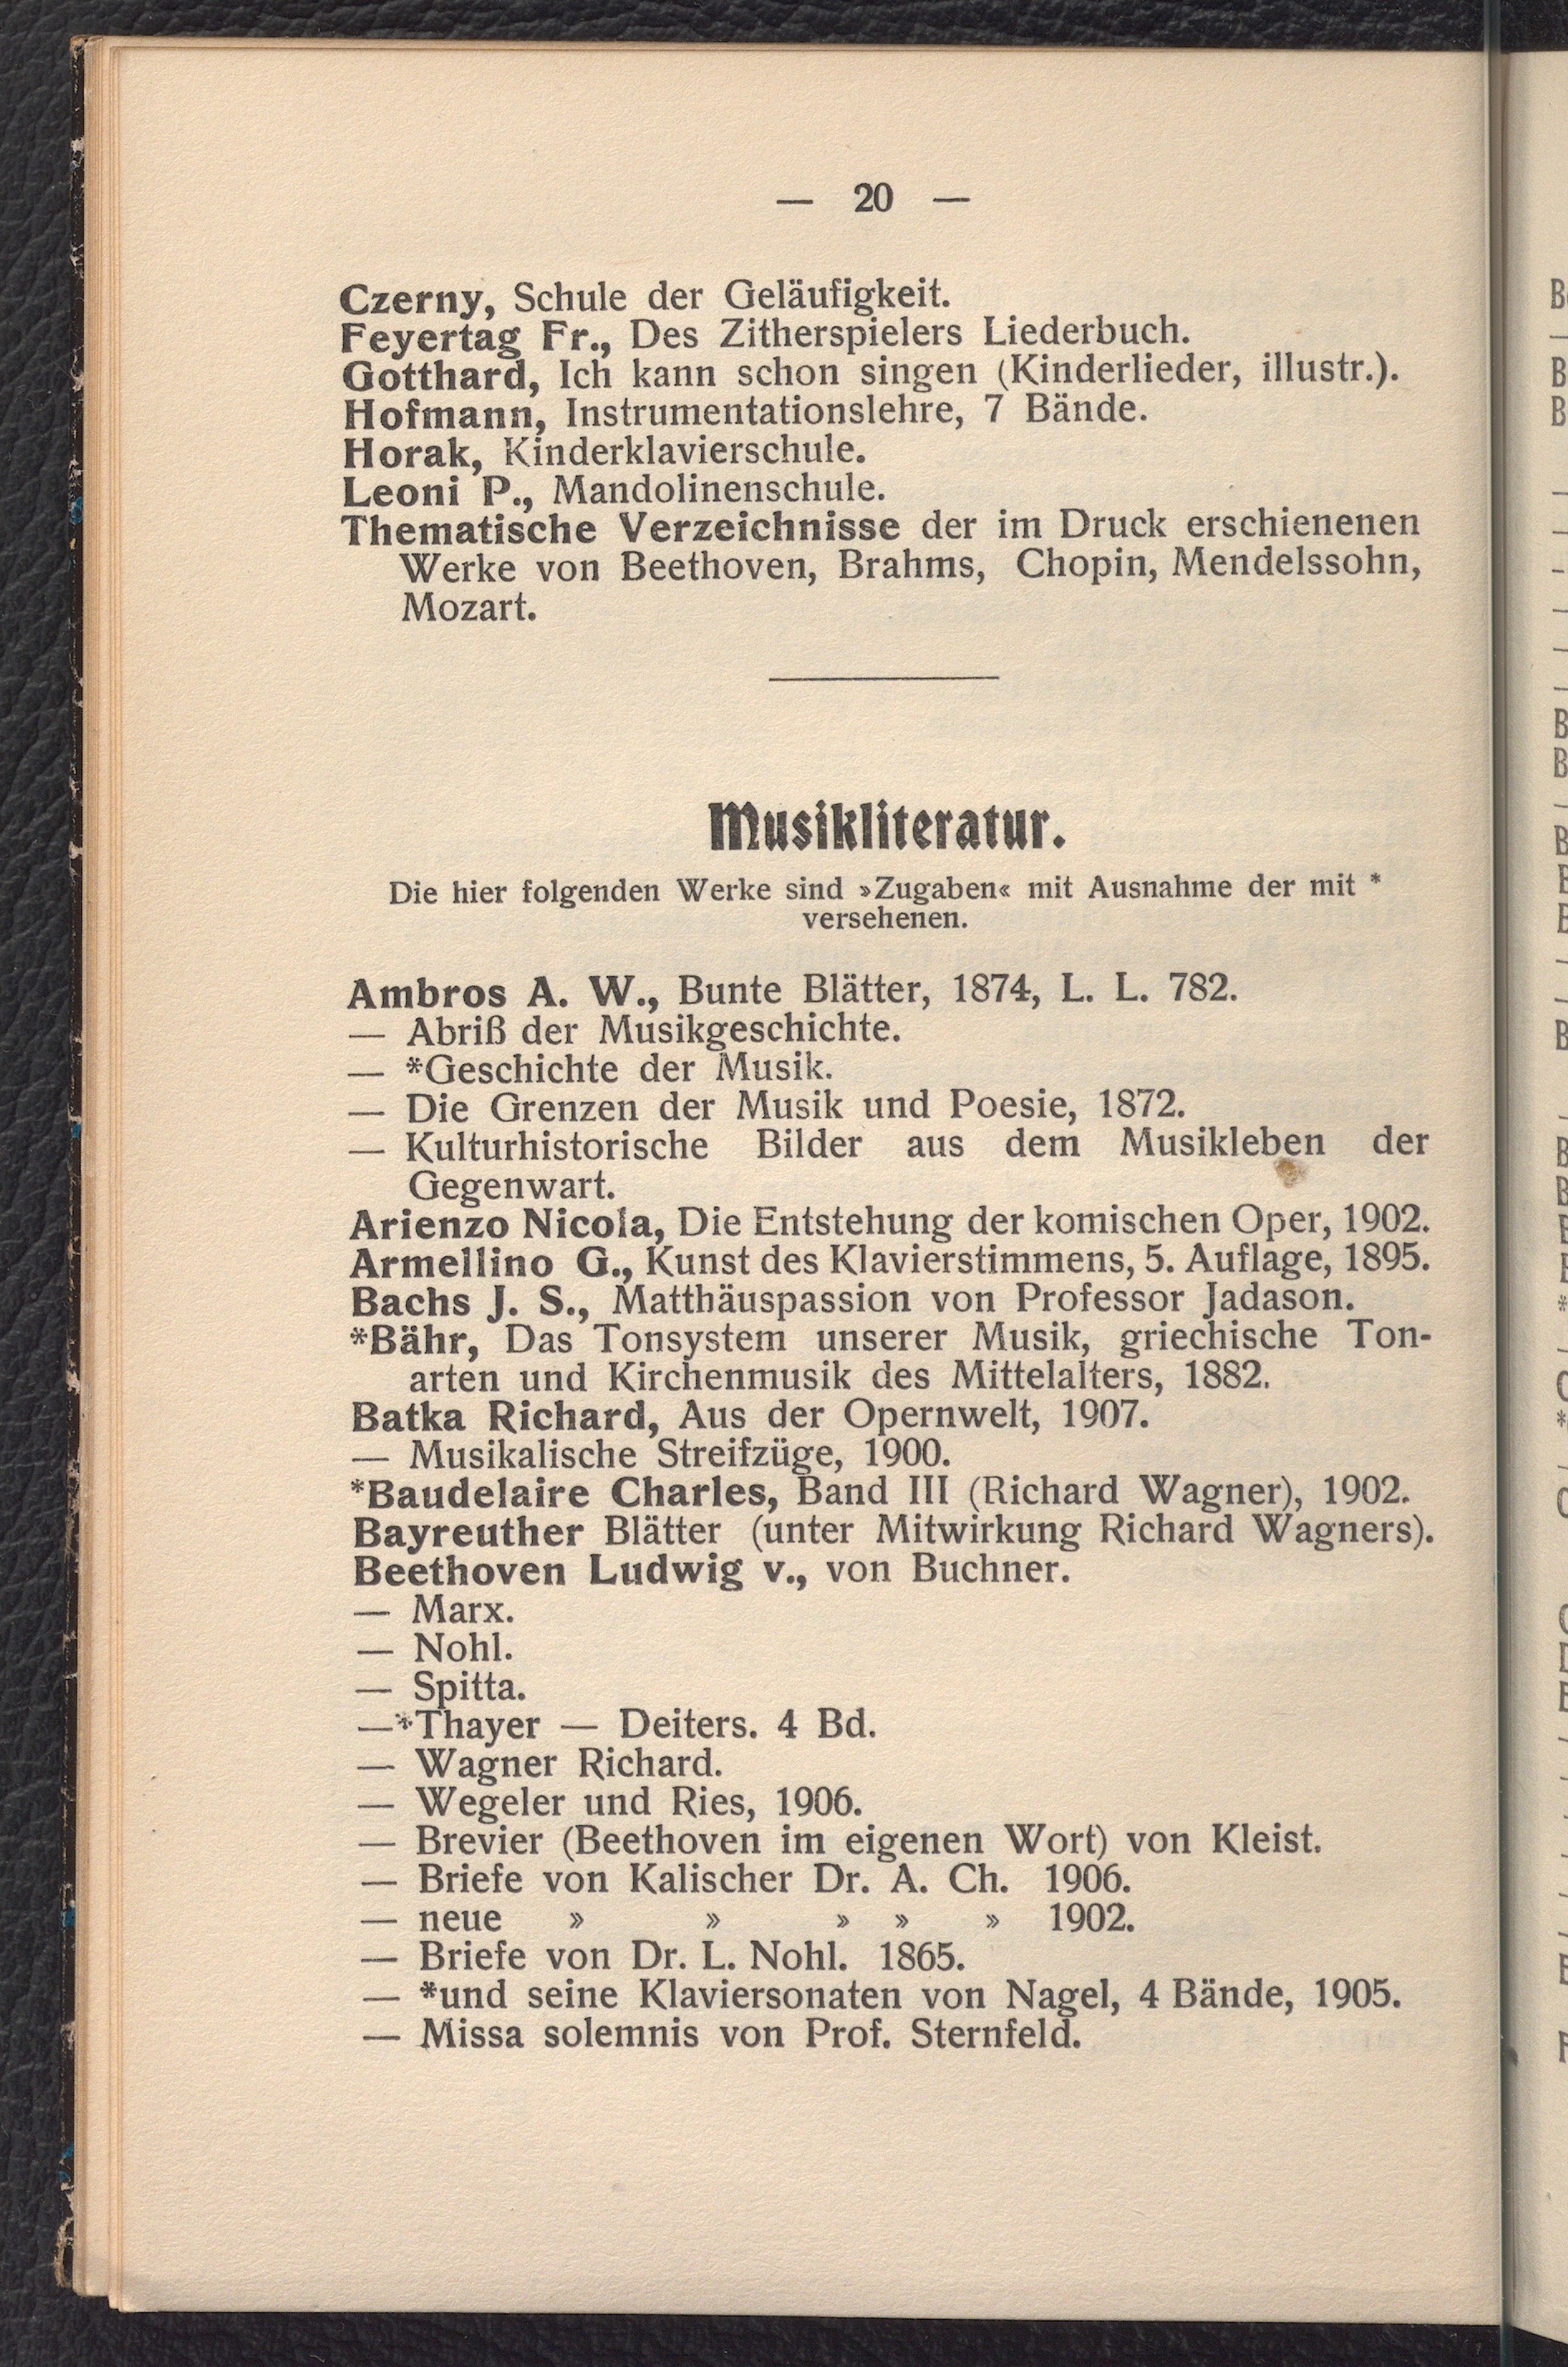 — 20 —
Czerny, Schule der Geläufigkeit.
Feyertag Fr., Des Zitherspielers Liederbuch.
Gotthard, Ich kann schon singen (Kinderlieder, illustr.).
Hofmann, Instrumentationslehre, 7 Bände.
Horak, Kinderklavierschule.
Leoni P., Mandolinenschule.
Thematische Verzeichnisse der im Druck erschienenen
Werke von Beethoven, Brahms, Chopin, Mendelssohn,
Mozart.
Musikliteratur.
Die hier folgenden Werke sind »Zugaben« mit Ausnahme der mit *
versehenen.
Ambros A. W., Bunte Blätter, 1874, L. L. 782.
— Abriß der Musikgeschichte.
— *Geschichte der Musik.
— Die Grenzen der Musik und Poesie, 1872.
— Kulturhistorische Bilder aus dem Musikleben der
Gegenwart.
Arienzo Nicola, Die Entstehung der komischen Oper, 1902.
Armellino G., Kunst des Klavierstimmens, 5. Auflage, 1895.
Bachs J. S., Matthäuspassion von Professor Jadason.
*Bähr, Das Tonsystem unserer Musik, griechische Ton-
arten und Kirchenmusik des Mittelalters, 1882.
Batka Richard, Aus der Opernwelt, 1907.
— Musikalische Streifzüge, 1900.
*Baudelaire Charles, Band III (Richard Wagner), 1902.
Bayreuther Blätter (unter Mitwirkung Richard Wagners).
Beethoven Ludwig v., von Buchner.
— Marx.
— Nohl.
— Spitta.
—*Thayer — Deiters. 4 Bd.
— Wagner Richard.
— Wegeler und Ries, 1906.
— Brevier (Beethoven im eigenen Wort) von Kleist.
— Briefe von Kalischer Dr. A. Ch. 1906.
— neue » » » » » 1902.
— Briefe von Dr. L. Nohl. 1865.
— *und seine Klaviersonaten von Nagel, 4 Bände, 1905.
— Missa solemnis von Prof. Sternfeld.